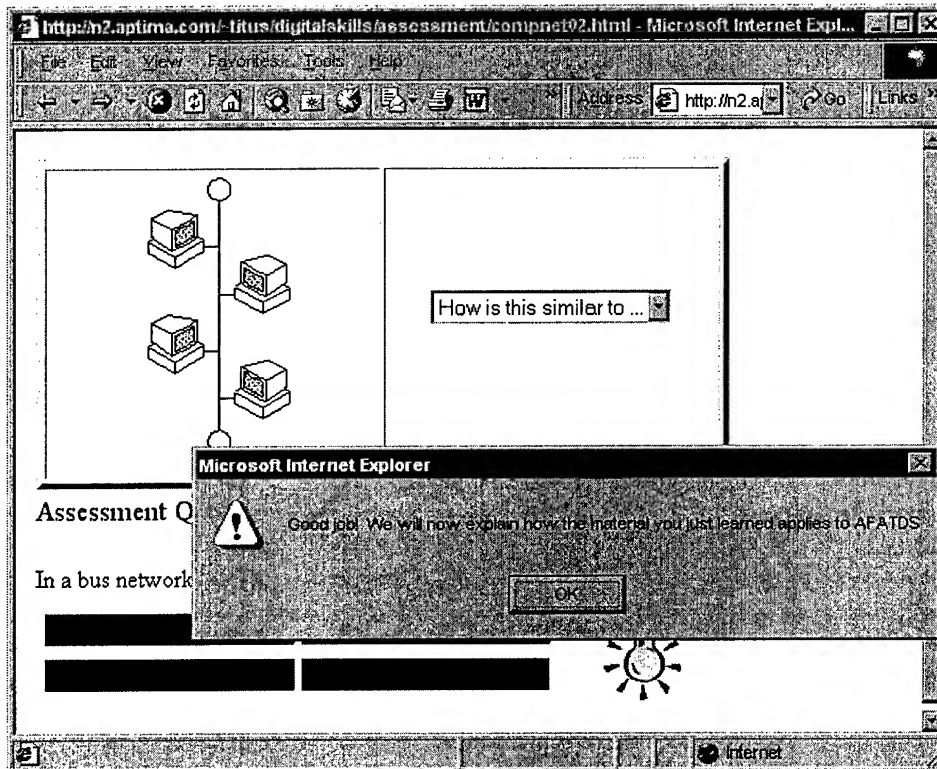 http://n2.aptima.com/~titus/digitalskills/assessment/compnet02.html - Microsoft Internet Expl...
File Edit View Favorites Tools Help
Address http://n2.a Go Links »
How is this similar to ...
Microsoft Internet Explorer
Good job! We will now explain how the material you just learned applies to AFATDS
OK
Assessment Q
In a bus network
Internet